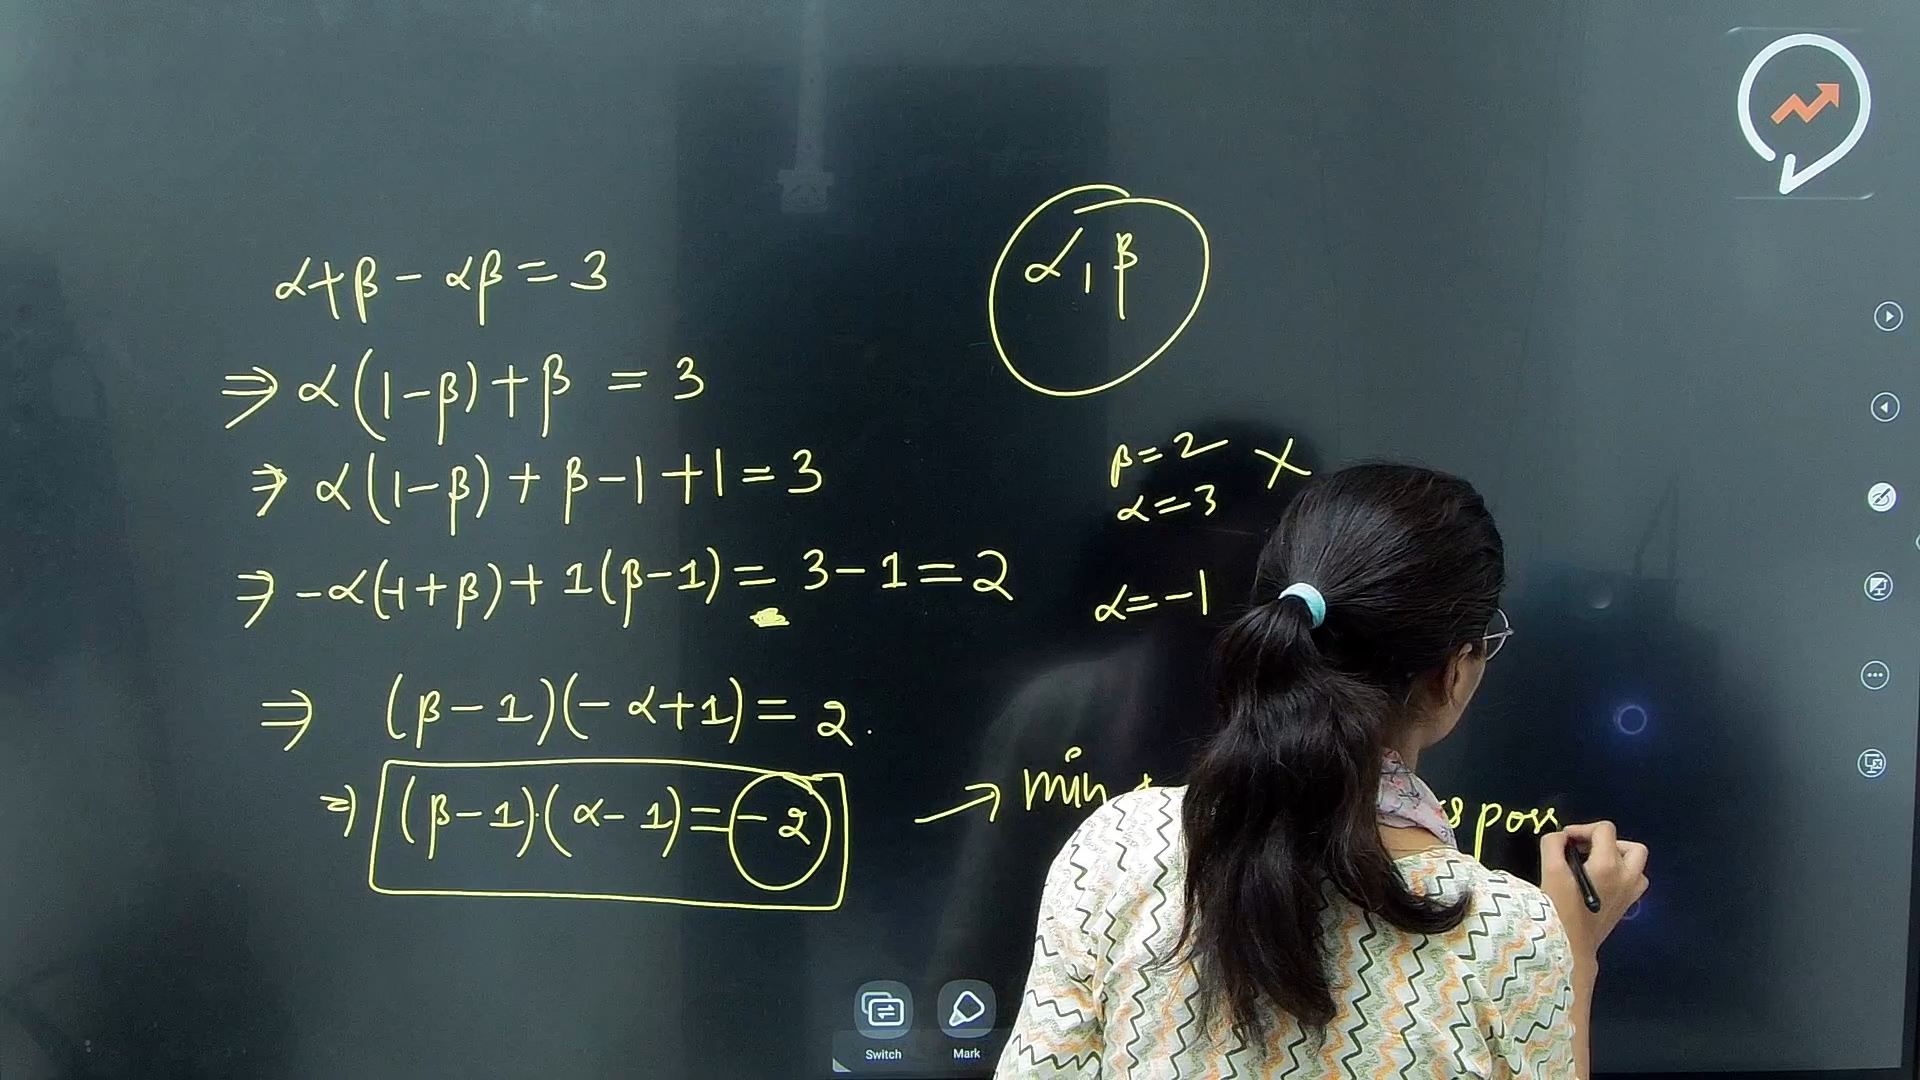 α+β - αβ = 3
⇒ α(1-β)+β = 3
⇒ α(1-β) + β-1+1 = 3
⇒ -α(-1+β)+ 1(β-1) = 3-1 = 2
⇒ (β-1)(-α+1) = 2.
⇒ (β-1)·(α-1) = -2
α, β
β = 2 ×
α = 3
α = -1
→ min
Switch
Mark